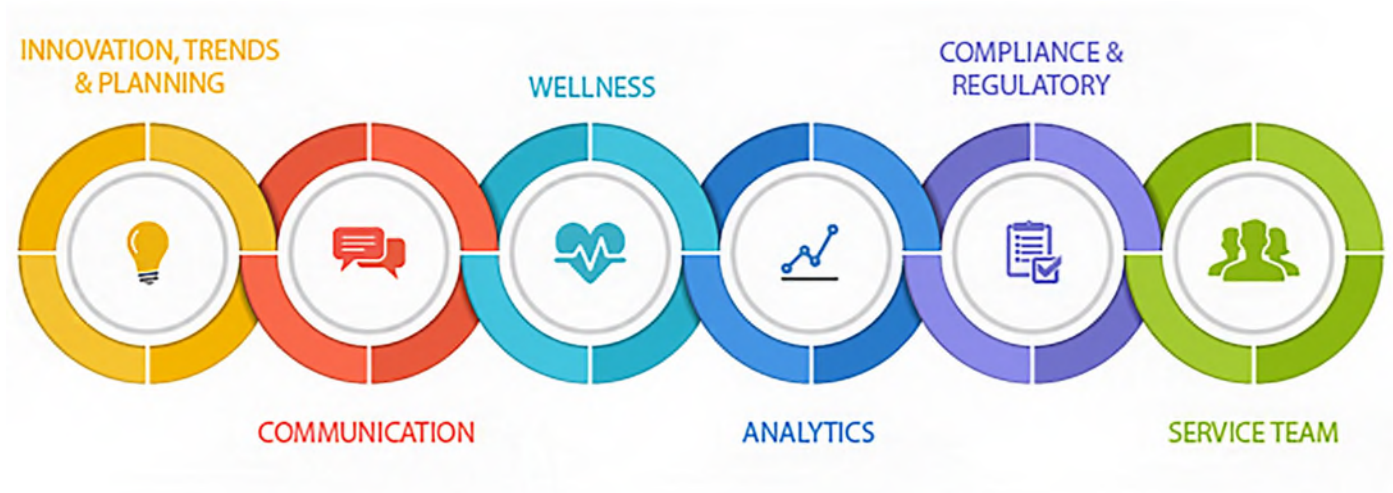 INNOVATION, TRENDS
& PLANNING
COMMUNICATION
WELLNESS
ANALYTICS
COMPLIANCE &
REGULATORY
SERVICE TEAM